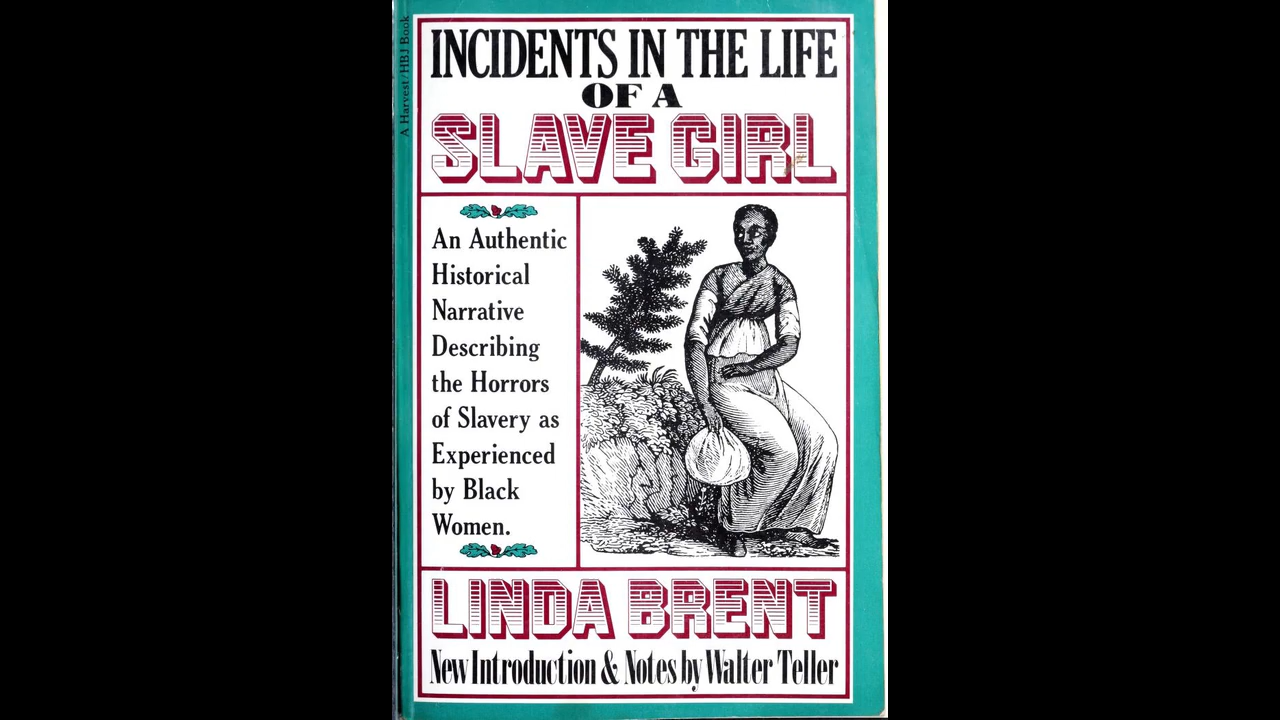 A Harvest/HBJ Book
INCIDENTS IN THE LIFE
OF A
SLAVE GIRL
An Authentic
Historical
Narrative
Describing
the Horrors
of Slavery as
Experienced
by Black
Women.
LINDA BRENT
New Introduction & Notes by Walter Teller